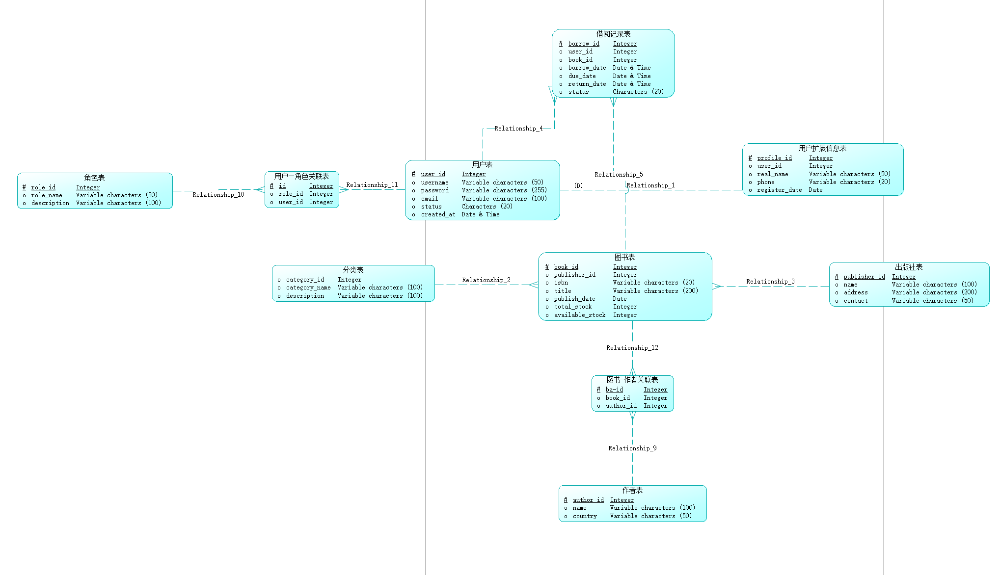 借阅记录表
# borrow_id Integer
o user_id Integer
o book_id Integer
o borrow_date Date & Time
o due_date Date & Time
o return_date Date & Time
o status Characters (20)
Relationship_4
Relationship_5
用户扩展信息表
# profile_id Integer
o user_id Integer
o real_name Variable characters (50)
o phone Variable characters (20)
o register_date Date
角色表
# role_id Integer
o role_name Variable characters (50)
o description Variable characters (100)
Relationship_10
用户—角色关联表
# id Integer
o role_id Integer
o user_id Integer
Relationship_11
用户表
# user_id Integer
o username Variable characters (50)
o password Variable characters (255)
o email Variable characters (100)
o status Characters (20)
o created_at Date & Time
(D)
Relationship_1
分类表
o category_id Integer
o category_name Variable characters (100)
o description Variable characters (100)
Relationship_2
图书表
# book_id Integer
o publisher_id Integer
o isbn Variable characters (20)
o title Variable characters (200)
o publish_date Date
o total_stock Integer
o available_stock Integer
Relationship_3
出版社表
# publisher_id Integer
o name Variable characters (100)
o address Variable characters (200)
o contact Variable characters (50)
Relationship_12
图书-作者关联表
# ba-id Integer
o book_id Integer
o author_id Integer
Relationship_9
作者表
# author_id Integer
o name Variable characters (100)
o country Variable characters (50)